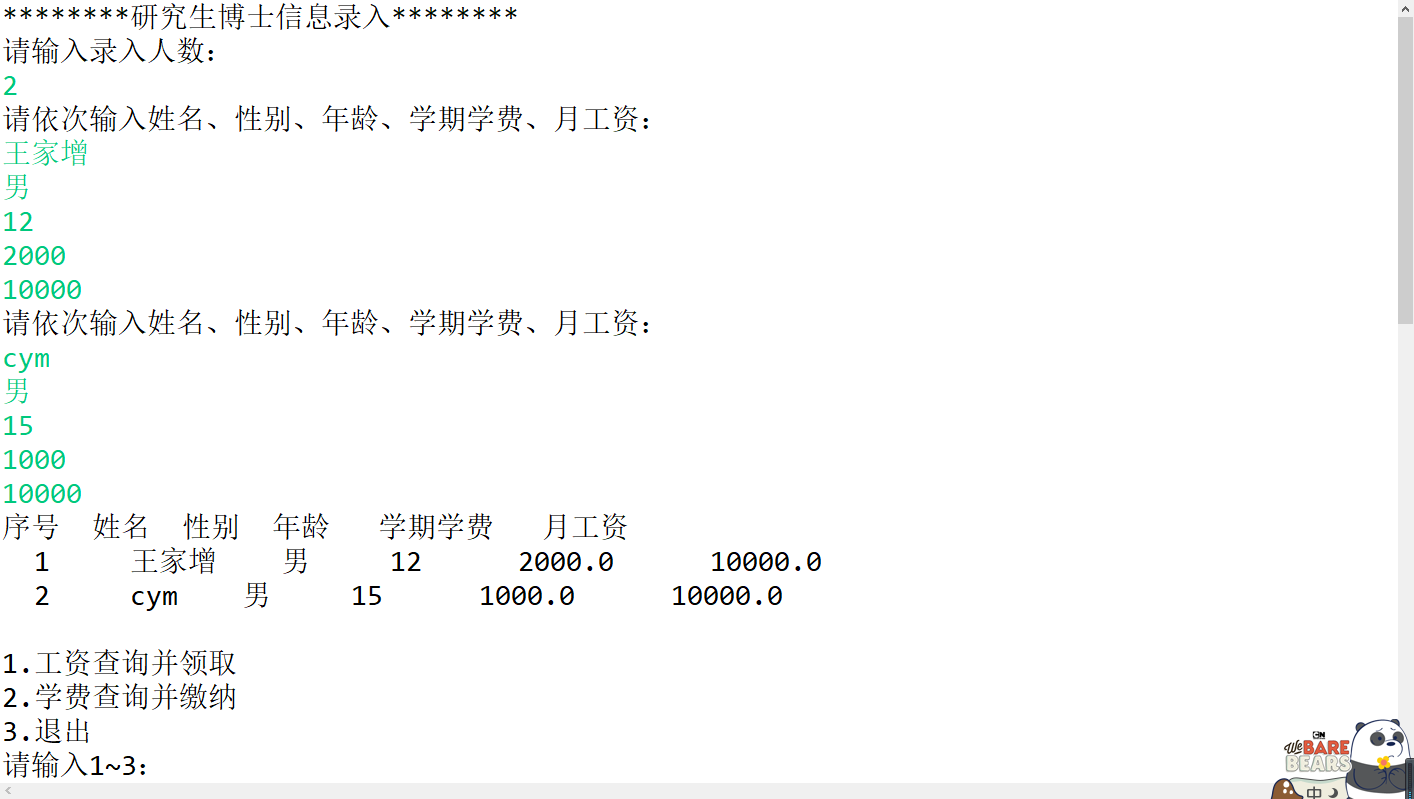 ********研究生博士信息录入********
请输入录入人数：
2
请依次输入姓名、性别、年龄、学期学费、月工资：
王家增
男
12
2000
10000
请依次输入姓名、性别、年龄、学期学费、月工资：
cym
男
15
1000
10000
序号 姓名 性别 年龄 学期学费 月工资
1 王家增 男 12 2000.0 10000.0
2 cym 男 15 1000.0 10000.0
1.工资查询并领取
2.学费查询并缴纳
3.退出
请输入1~3：
CN
We BARE
BEARS
中